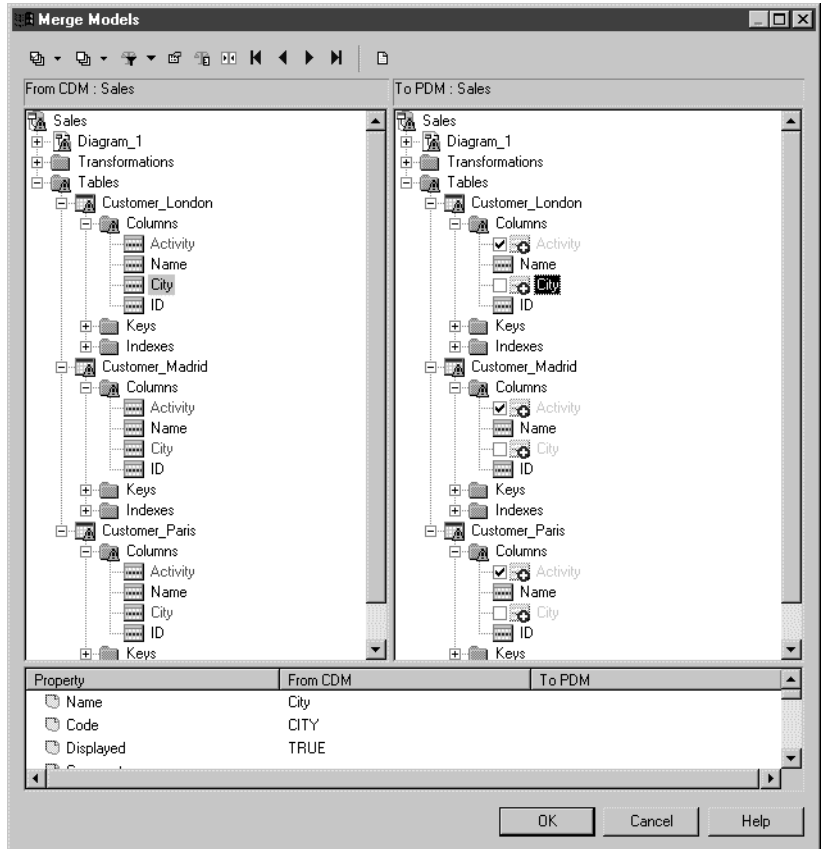 Merge Models
From CDM : Sales
To PDM : Sales
Sales
Diagram_1
Transformations
Tables
Customer_London
Columns
Activity
Name
City
ID
Keys
Indexes
Customer_Madrid
Columns
Activity
Name
City
ID
Keys
Indexes
Customer_Paris
Columns
Activity
Name
City
ID
Keys
Sales
Diagram_1
Transformations
Tables
Customer_London
Columns
Activity
Name
City
ID
Keys
Indexes
Customer_Madrid
Columns
Activity
Name
City
ID
Keys
Indexes
Customer_Paris
Columns
Activity
Name
City
ID
Keys
Property From CDM To PDM
Name City
Code CITY
Displayed TRUE
OK Cancel Help